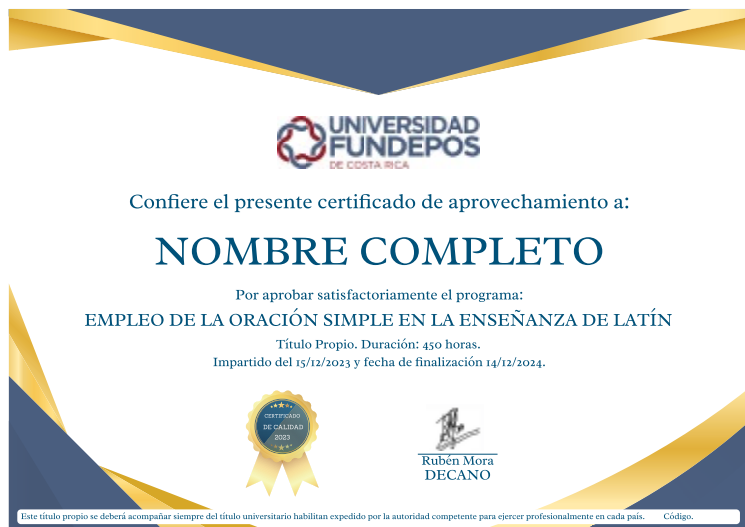 UNIVERSIDAD
FUNDEPOS
DE COSTA RICA
Confiere el presente certificado de aprovechamiento a:
NOMBRE COMPLETO
Por aprobar satisfactoriamente el programa:
EMPLEO DE LA ORACIÓN SIMPLE EN LA ENSEÑANZA DE LATÍN
Título Propio. Duración: 450 horas.
Impartido del 15/12/2023 y fecha de finalización 14/12/2024.
CERTIFICADO
DE CALIDAD
2023
Rubén Mora
DECANO
Este título propio se deberá acompañar siempre del título universitario habilitan expedido por la autoridad competente para ejercer profesionalmente en cada país. Código.